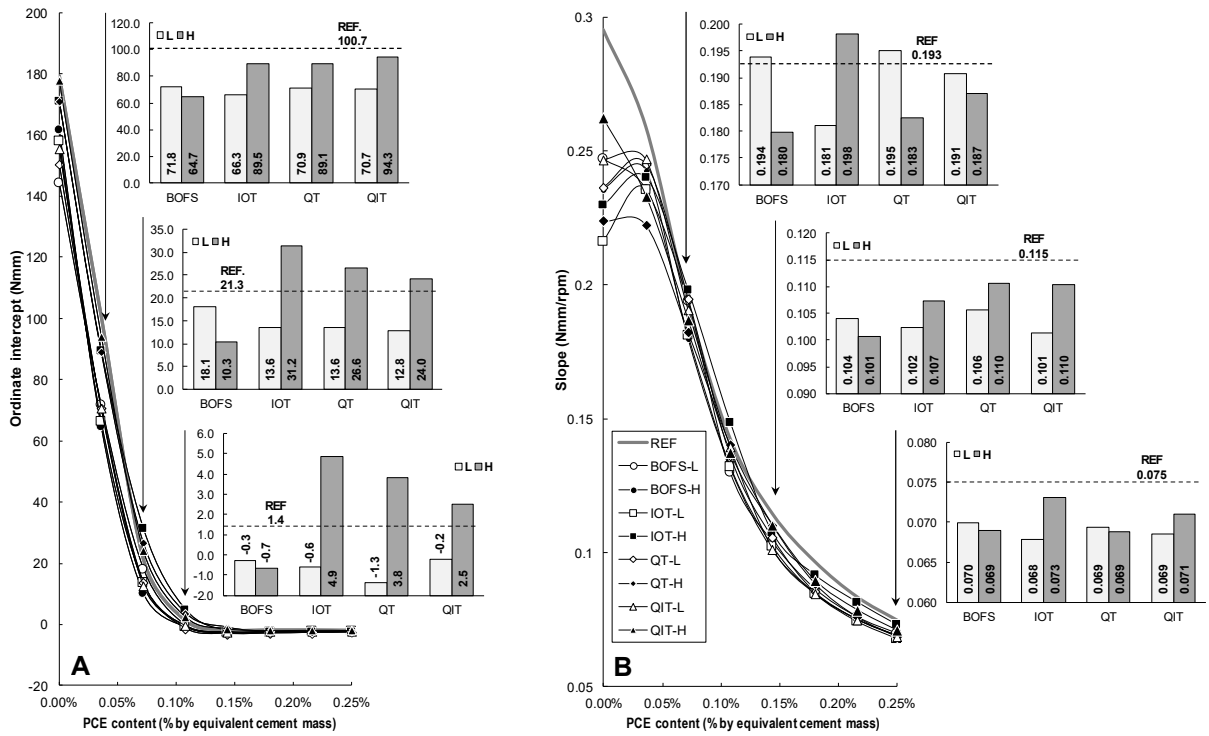 Ordinate intercept (Nmm)
200
180
160
140
120
100
80
60
40
20
0
-20
0.00%
0.05%
0.10%
0.15%
0.20%
0.25%
PCE content (% by equivalent cement mass)
A
120.0
100.0
80.0
60.0
40.0
20.0
0.0
L H
REF.
100.7
71.8
64.7
66.3
89.5
70.9
89.1
70.7
94.3
BOFS
IOT
QT
QIT
35.0
30.0
25.0
20.0
15.0
10.0
5.0
0.0
L H
REF.
21.3
18.1
10.3
13.6
31.2
13.6
26.6
12.8
24.0
BOFS
IOT
QT
QIT
6.0
5.0
4.0
3.0
2.0
1.0
0.0
-1.0
-2.0
L H
REF
1.4
-0.3
-0.7
-0.6
4.9
-1.3
3.8
-0.2
2.5
BOFS
IOT
QT
QIT
Slope (Nmm/rpm)
0.3
0.25
0.2
0.15
0.1
0.05
0.00%
0.05%
0.10%
0.15%
0.20%
0.25%
PCE content (% by equivalent cement mass)
B
REF
BOFS-L
BOFS-H
IOT-L
IOT-H
QT-L
QT-H
QIT-L
QIT-H
0.200
0.195
0.190
0.185
0.180
0.175
0.170
L H
REF
0.193
0.194
0.180
0.181
0.198
0.195
0.183
0.191
0.187
BOFS
IOT
QT
QIT
0.120
0.115
0.110
0.105
0.100
0.095
0.090
L H
REF
0.115
0.104
0.101
0.102
0.107
0.106
0.110
0.101
0.110
BOFS
IOT
QT
QIT
0.080
0.075
0.070
0.065
0.060
L H
REF
0.075
0.070
0.069
0.068
0.073
0.069
0.069
0.069
0.071
BOFS
IOT
QT
QIT